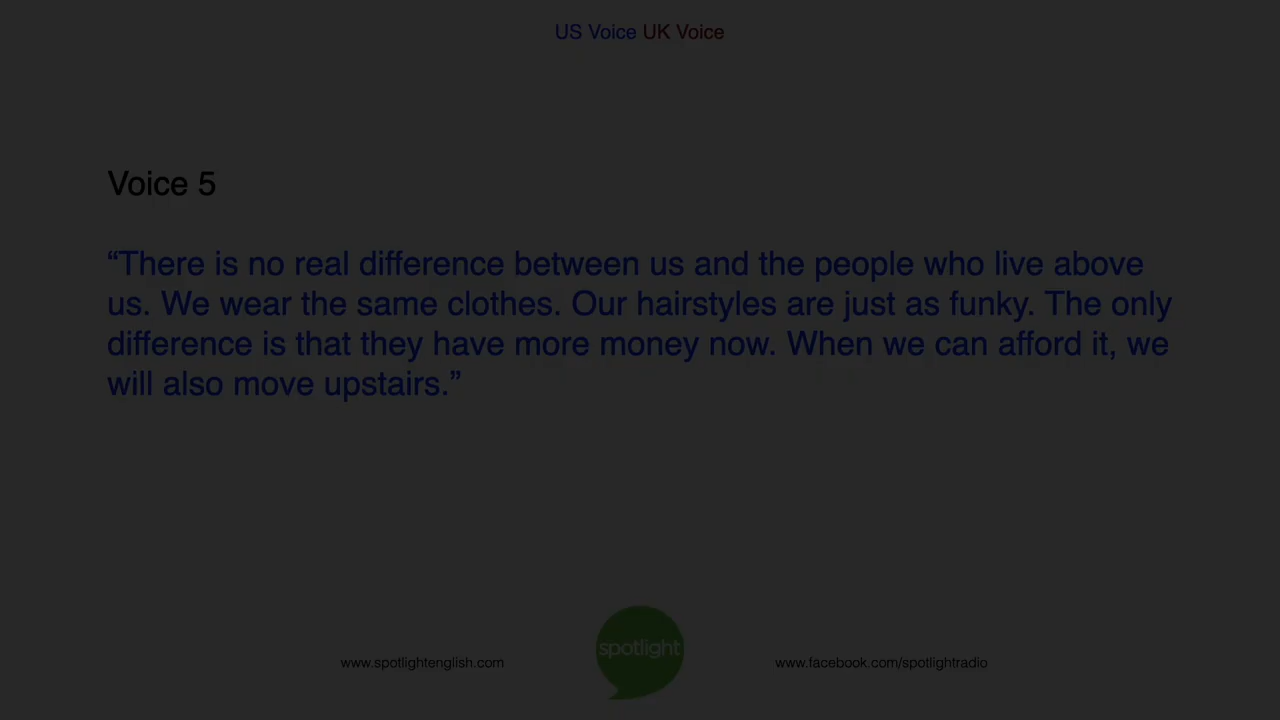 US Voice UK Voice
Voice 5
“There is no real difference between us and the people who live above
us. We wear the same clothes. Our hairstyles are just as funky. The only
difference is that they have more money now. When we can afford it, we
will also move upstairs.”
spotlight
www.spotlightenglish.com
www.facebook.com/spotlightradio